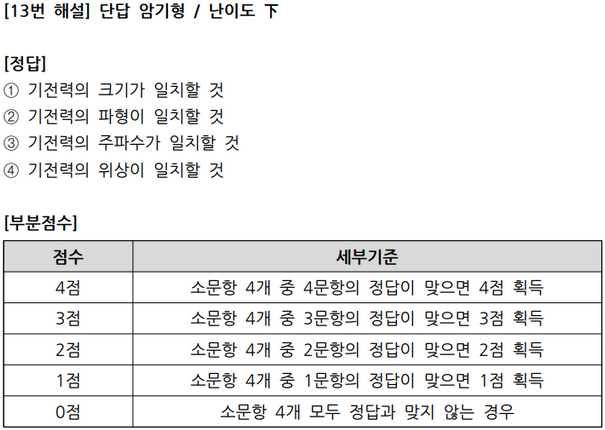 [13번 해설] 단답 암기형 / 난이도 下
[정답]
① 기전력의 크기가 일치할 것
② 기전력의 파형이 일치할 것
③ 기전력의 주파수가 일치할 것
④ 기전력의 위상이 일치할 것
[부분점수]
점수 세부기준
4점 소문항 4개 중 4문항의 정답이 맞으면 4점 획득
3점 소문항 4개 중 3문항의 정답이 맞으면 3점 획득
2점 소문항 4개 중 2문항의 정답이 맞으면 2점 획득
1점 소문항 4개 중 1문항의 정답이 맞으면 1점 획득
0점 소문항 4개 모두 정답과 맞지 않는 경우